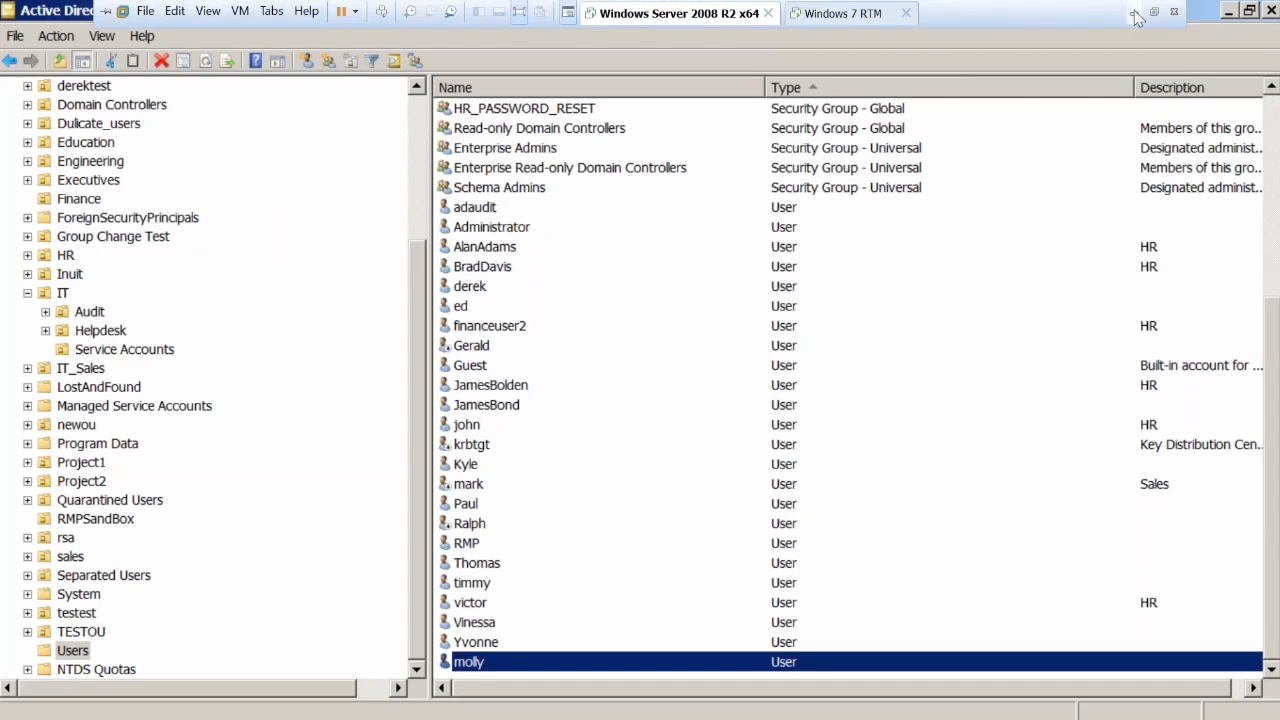 Active Direc File Edit View VM Tabs Help Windows Server 2008 R2 x64 Windows 7 RTM
File Action View Help
derektest
Domain Controllers
Dulicate_users
Education
Engineering
Executives
Finance
ForeignSecurityPrincipals
Group Change Test
HR
Inuit
IT
Audit
Helpdesk
Service Accounts
IT_Sales
LostAndFound
Managed Service Accounts
newou
Program Data
Project1
Project2
Quarantined Users
RMPSandBox
rsa
sales
Separated Users
System
testest
TESTOU
Users
NTDS Quotas
Name Type Description
HR_PASSWORD_RESET Security Group - Global
Read-only Domain Controllers Security Group - Global Members of this gro...
Enterprise Admins Security Group - Universal Designated administ...
Enterprise Read-only Domain Controllers Security Group - Universal Members of this gro...
Schema Admins Security Group - Universal Designated administ...
adaudit User
Administrator User
AlanAdams User HR
BradDavis User HR
derek User
ed User
financeuser2 User HR
Gerald User
Guest User Built-in account for ...
JamesBolden User HR
JamesBond User
john User HR
krbtgt User Key Distribution Cen...
Kyle User
mark User Sales
Paul User
Ralph User
RMP User
Thomas User
timmy User
victor User HR
Vinessa User
Yvonne User
molly User